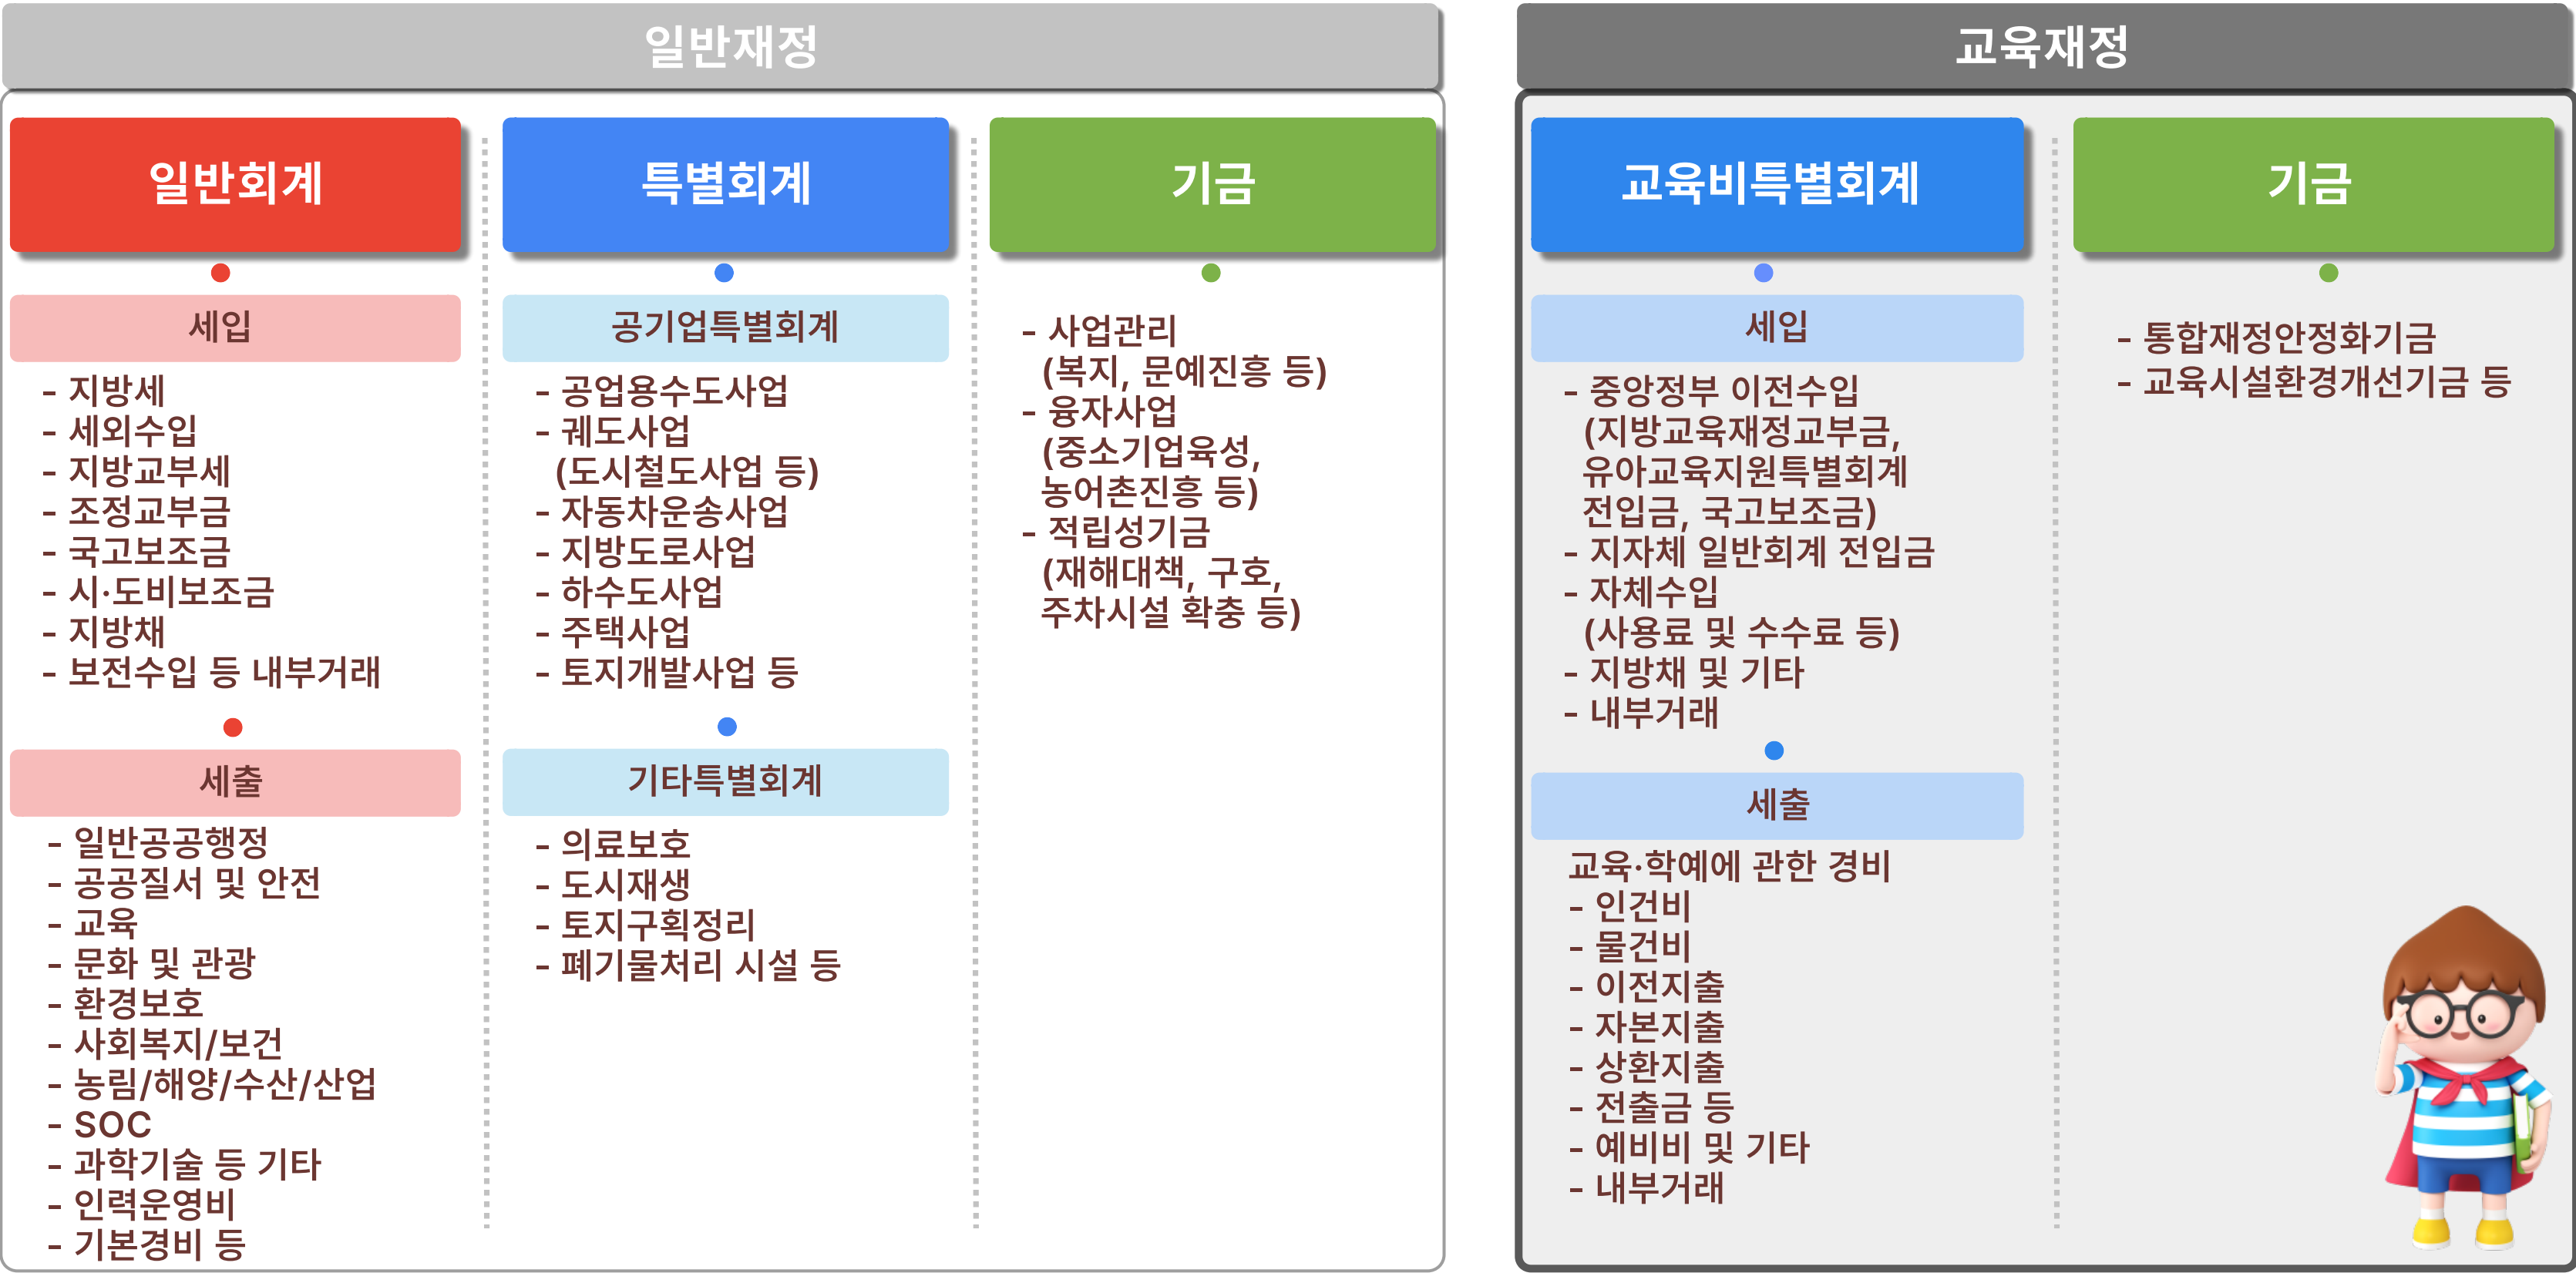 일반재정
일반회계
세입
- 지방세
- 세외수입
- 지방교부세
- 조정교부금
- 국고보조금
- 시·도비보조금
- 지방채
- 보전수입 등 내부거래
세출
- 일반공공행정
- 공공질서 및 안전
- 교육
- 문화 및 관광
- 환경보호
- 사회복지/보건
- 농림/해양/수산/산업
- SOC
- 과학기술 등 기타
- 인력운영비
- 기본경비 등
특별회계
공기업특별회계
- 공업용수도사업
- 궤도사업
(도시철도사업 등)
- 자동차운송사업
- 지방도로사업
- 하수도사업
- 주택사업
- 토지개발사업 등
기타특별회계
- 의료보호
- 도시재생
- 토지구획정리
- 폐기물처리 시설 등
기금
- 사업관리
(복지, 문예진흥 등)
- 융자사업
(중소기업육성,
농어촌진흥 등)
- 적립성기금
(재해대책, 구호,
주차시설 확충 등)
교육재정
교육비특별회계
세입
- 중앙정부 이전수입
(지방교육재정교부금,
유아교육지원특별회계
전입금, 국고보조금)
- 지자체 일반회계 전입금
- 자체수입
(사용료 및 수수료 등)
- 지방채 및 기타
- 내부거래
세출
교육·학예에 관한 경비
- 인건비
- 물건비
- 이전지출
- 자본지출
- 상환지출
- 전출금 등
- 예비비 및 기타
- 내부거래
기금
- 통합재정안정화기금
- 교육시설환경개선기금 등